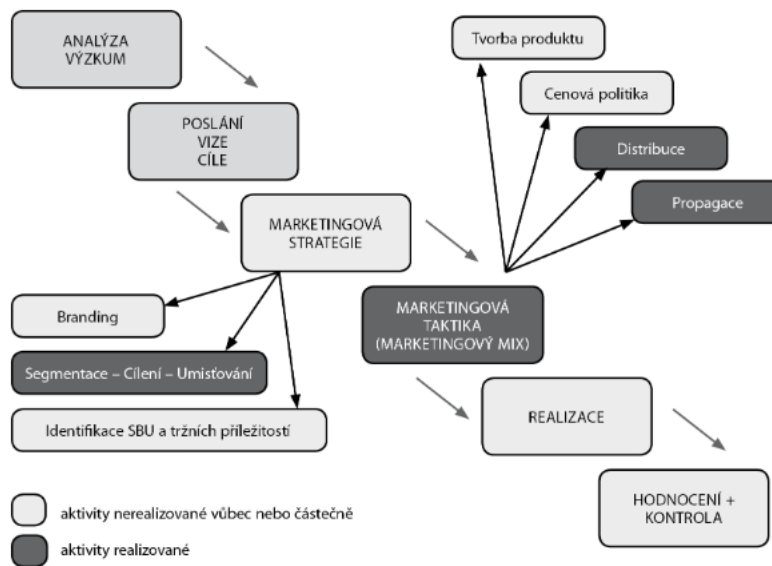 ANALÝZA
VÝZKUM
POSLÁNÍ
VIZE
CÍLE
MARKETINGOVÁ
STRATEGIE
Branding
Segmentace – Cílení – Umisťování
Identifikace SBU a tržních příležitostí
Tvorba produktu
Cenová politika
Distribuce
Propagace
MARKETINGOVÁ
TAKTIKA
(MARKETINGOVÝ MIX)
REALIZACE
HODNOCENÍ +
KONTROLA
aktivity nerealizované vůbec nebo částečně
aktivity realizované